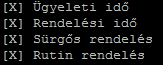 [X] Ügyeleti idő
[X] Rendelési idő
[X] Sürgős rendelés
[X] Rutin rendelés